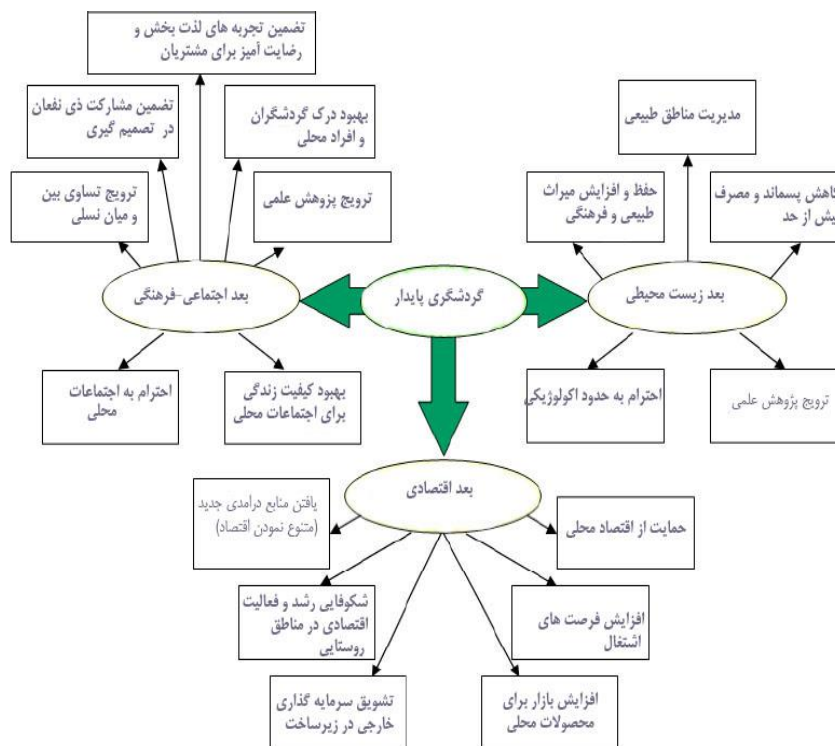 تضمین تجربه های لذت بخش و
رضایت آمیز برای مشتریان
مدیریت مناطق طبیعی
تضمین مشارکت ذی نفعان
در تصمیم گیری
بهبود درک گردشگران
و افراد محلی
ترویج تساوی بین
و میان نسلی
ترویج پزوهش علمی
حفظ و افزایش میراث
طبیعی و فرهنگی
کاهش پسماند و مصرف
بیش از حد
بعد اجتماعی-فرهنگی
گردشگری پایدار
بعد زیست محیطی
احترام به اجتماعات
محلی
بهبود کیفیت زندگی
برای اجتماعات محلی
احترام به حدود اکولوژیکی
ترویج پژوهش علمی
بعد اقتصادی
یافتن منابع درامدی جدید
(متنوع نمودن اقتصاد)
حمایت از اقتصاد محلی
شکوفایی رشد و فعالیت
اقتصادی در مناطق
روستایی
افزایش فرصت های
اشتغال
تشویق سرمایه گذاری
خارجی در زیرساخت
افزایش بازار برای
محصولات محلی